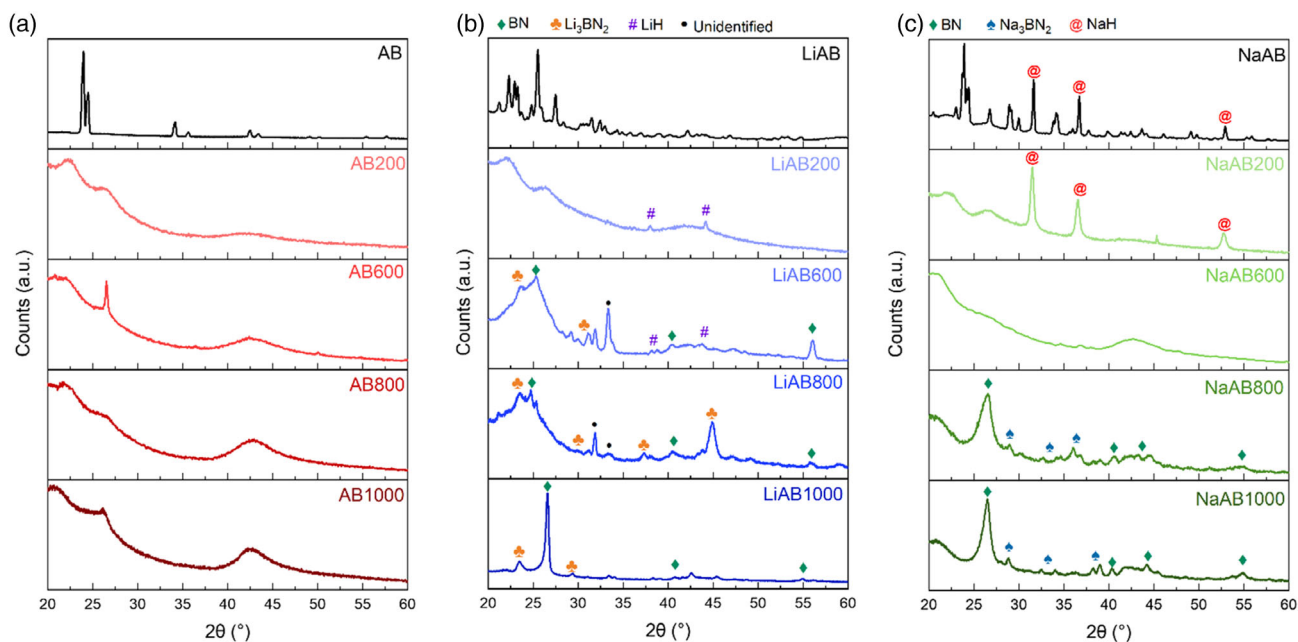 (a)
AB
AB200
AB600
AB800
AB1000
Counts (a.u.)
20 25 30 35 40 45 50 55 60
2θ (°)
(b)
♦ BN ♣ Li₃BN₂ # LiH • Unidentified
LiAB
LiAB200
# #
LiAB600
♣ ♦ ♣ • # ♦ # ♦
LiAB800
♣ ♦ ♣ • • ♣ ♦ ♣ ♦
LiAB1000
♣ ♦ ♣ ♦ ♦
Counts (a.u.)
20 25 30 35 40 45 50 55 60
2θ (°)
(c)
♦ BN ♠ Na₃BN₂ @ NaH
NaAB
@ @ @
NaAB200
@ @ @
NaAB600
NaAB800
♦ ♠ ♠ ♠ ♦ ♦ ♦
NaAB1000
♦ ♠ ♠ ♠ ♦ ♦ ♦
Counts (a.u.)
20 25 30 35 40 45 50 55 60
2θ (°)